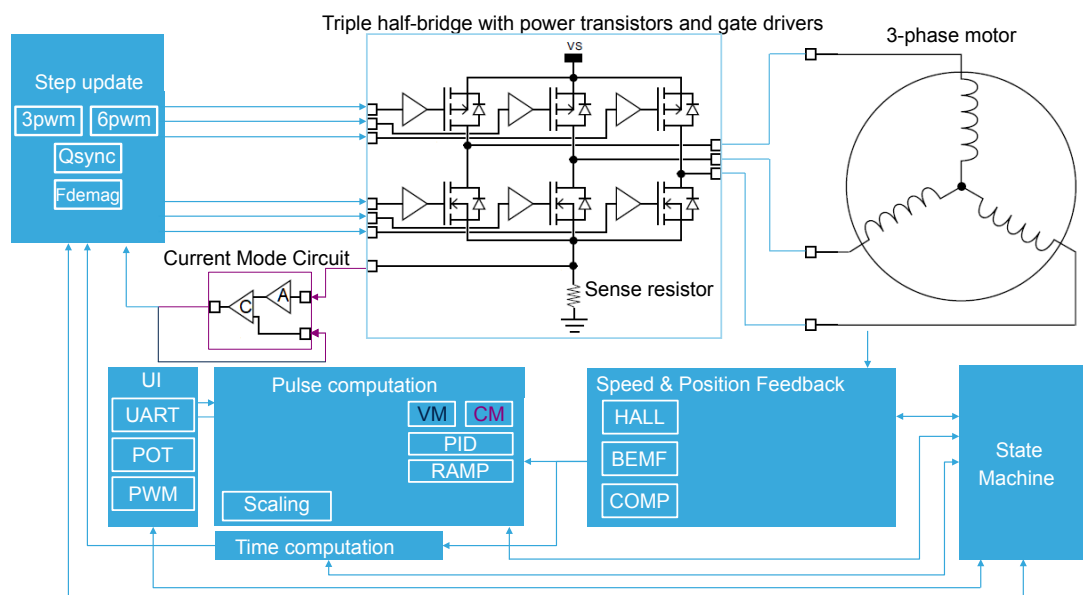 Triple half-bridge with power transistors and gate drivers
VS
3-phase motor
Step update
3pwm
6pwm
Qsync
Fdemag
Current Mode Circuit
A
C
Sense resistor
UI
UART
POT
PWM
Pulse computation
VM
CM
PID
RAMP
Scaling
Time computation
Speed & Position Feedback
HALL
BEMF
COMP
State
Machine